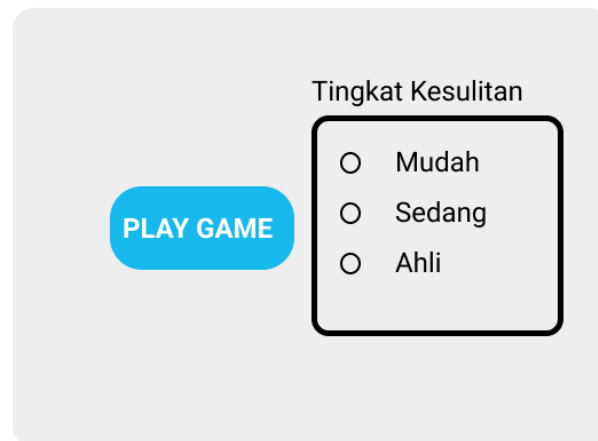 Tingkat Kesulitan
Mudah
Sedang
Ahli
PLAY GAME